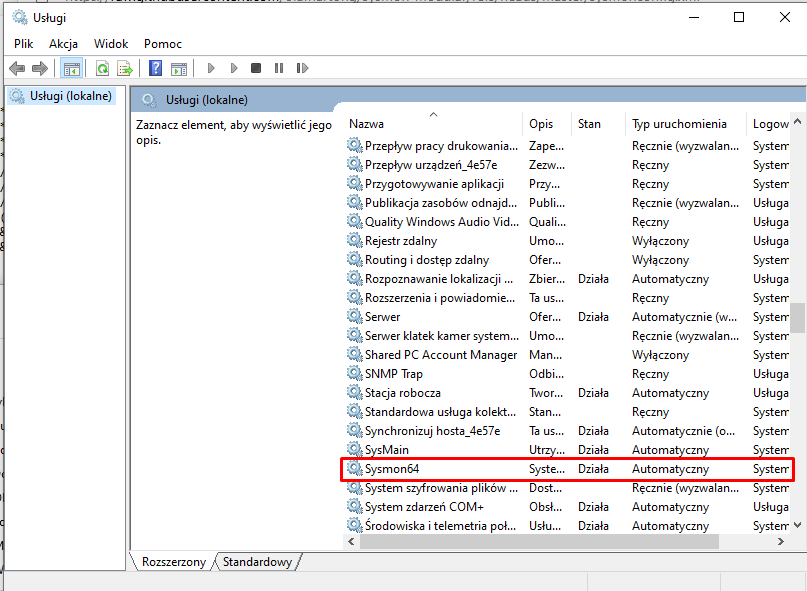 Usługi
Plik Akcja Widok Pomoc
Usługi (lokalne)
Usługi (lokalne)
Zaznacz element, aby wyświetlić jego
opis.
Nazwa Opis Stan Typ uruchomienia Logow
Przepływ pracy drukowania... Zape... Ręcznie (wyzwalan... System
Przepływ urządzeń_4e57e Zezw... Ręczny System
Przygotowywanie aplikacji Przy... Ręczny System
Publikacja zasobów odnajd... Publi... Ręcznie (wyzwalan... Usługa
Quality Windows Audio Vid... Quali... Ręczny Usługa
Rejestr zdalny Umo... Wyłączony Usługa
Routing i dostęp zdalny Ofer... Wyłączony System
Rozpoznawanie lokalizacji ... Zbier... Działa Automatyczny Usługa
Rozszerzenia i powiadomie... Ta us... Ręczny System
Serwer Ofer... Działa Automatycznie (w... System
Serwer klatek kamer system... Umo... Ręcznie (wyzwalan... System
Shared PC Account Manager Man... Wyłączony System
SNMP Trap Odbi... Ręczny Usługa
Stacja robocza Twor... Działa Automatyczny Usługa
Standardowa usługa kolekt... Stan... Ręczny System
Synchronizuj hosta_4e57e Ta us... Działa Automatycznie (o... System
SysMain Utrzy... Działa Automatyczny System
Sysmon64 Syste... Działa Automatyczny System
System szyfrowania plików ... Dost... Ręcznie (wyzwalan... System
System zdarzeń COM+ Obsł... Działa Automatyczny Usługa
Środowiska i telemetria poł... Usłu... Działa Automatyczny System
Rozszerzony Standardowy